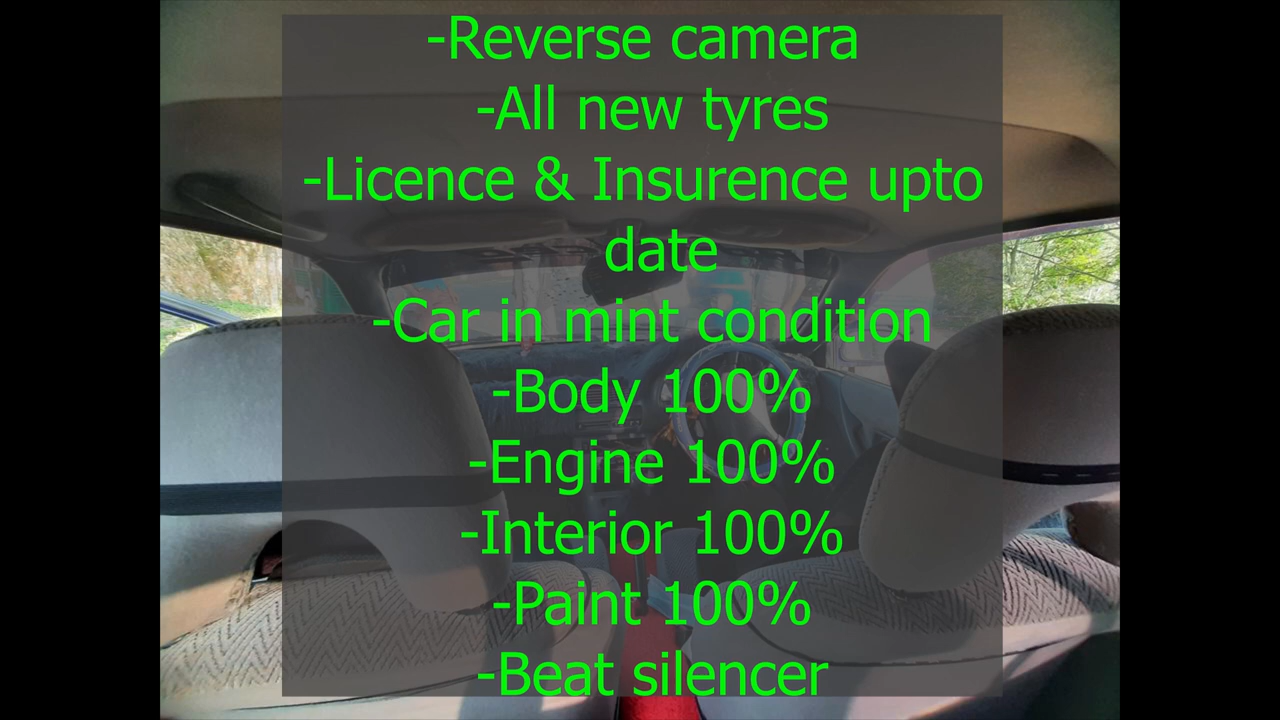 -Reverse camera
-All new tyres
-Licence & Insurence upto
date
-Car in mint condition
-Body 100%
-Engine 100%
-Interior 100%
-Paint 100%
-Beat silencer